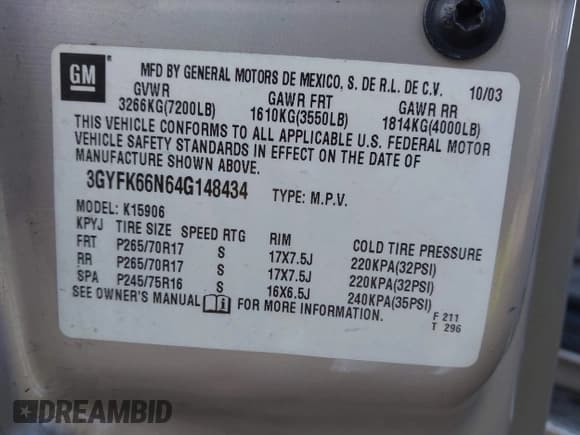 GM
MFD BY GENERAL MOTORS DE MEXICO, S. DE R.L. DE C.V. 10/03
GVWR GAWR FRT GAWR RR
3266KG(7200LB) 1610KG(3550LB) 1814KG(4000LB)
THIS VEHICLE CONFORMS TO ALL APPLICABLE U.S. FEDERAL MOTOR
VEHICLE SAFETY STANDARDS IN EFFECT ON THE DATE OF
MANUFACTURE SHOWN ABOVE.
3GYFK66N64G148434 TYPE: M.P.V.
MODEL: K15906
KPYJ TIRE SIZE SPEED RTG RIM COLD TIRE PRESSURE
FRT P265/70R17 S 17X7.5J 220KPA(32PSI)
RR P265/70R17 S 17X7.5J 220KPA(32PSI)
SPA P245/75R16 S 16X6.5J 240KPA(35PSI)
SEE OWNER'S MANUAL FOR MORE INFORMATION.
F 211
T 296
DREAMBID